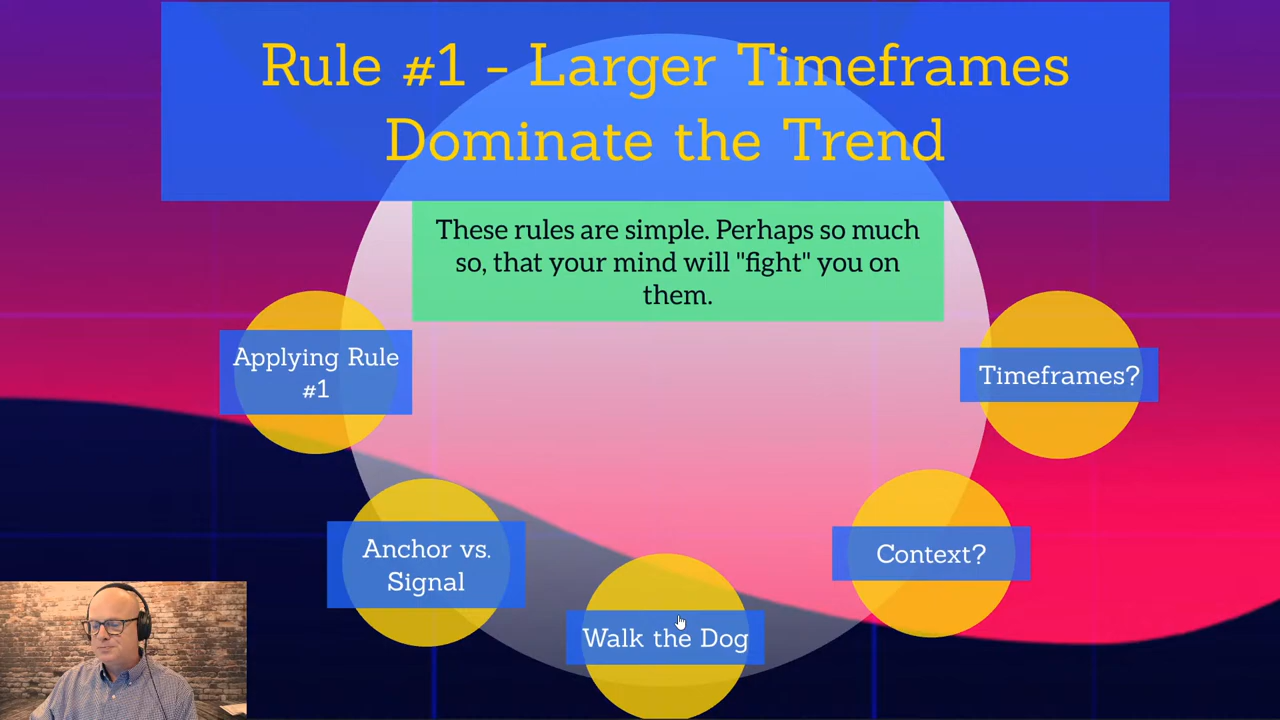 Rule #1 - Larger Timeframes
Dominate the Trend
These rules are simple. Perhaps so much
so, that your mind will "fight" you on
them.
Applying Rule
#1
Timeframes?
Anchor vs.
Signal
Context?
Walk the Dog